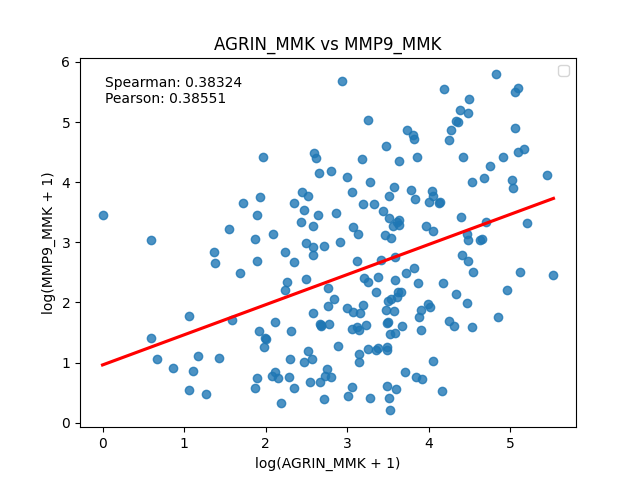 AGRIN_MMK vs MMP9_MMK
Spearman: 0.38324
Pearson: 0.38551
log(MMP9_MMK + 1)
6
5
4
3
2
1
0
0 1 2 3 4 5
log(AGRIN_MMK + 1)